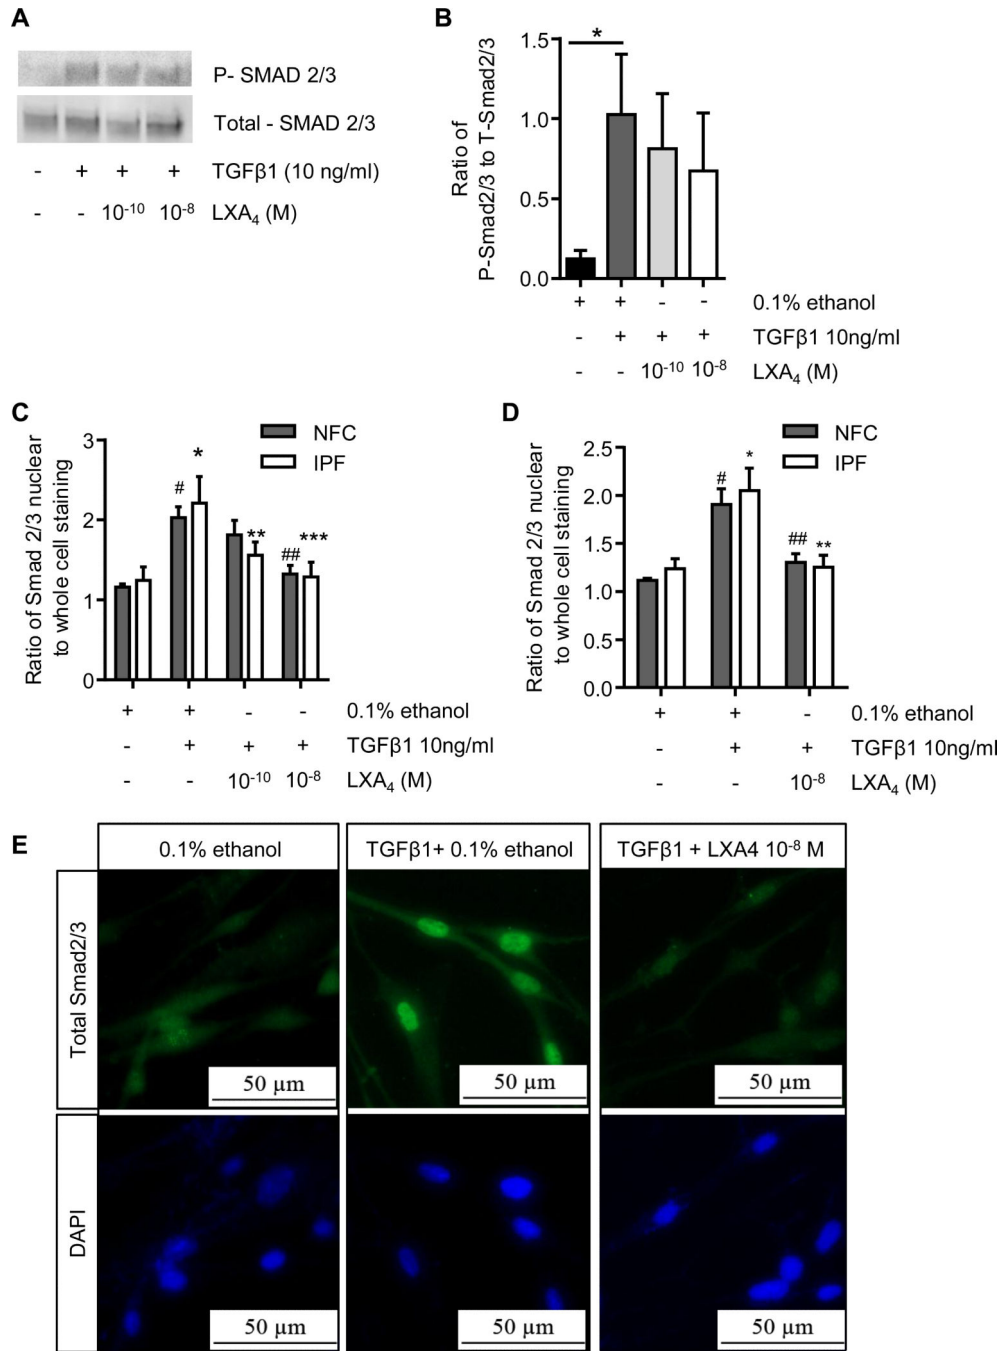 A
P- SMAD 2/3
Total - SMAD 2/3
- + + + TGFβ1 (10 ng/ml)
- - 10⁻¹⁰ 10⁻⁸ LXA₄ (M)
B
Ratio of
P-Smad2/3 to T-Smad2/3
1.5
1.0
0.5
0.0
*
+ + - - 0.1% ethanol
- + + + TGFβ1 10ng/ml
- - 10⁻¹⁰ 10⁻⁸ LXA₄ (M)
C
Ratio of Smad 2/3 nuclear
to whole cell staining
3
2
1
0
NFC
IPF
# * ** ## ***
+ + - - 0.1% ethanol
- + + + TGFβ1 10ng/ml
- - 10⁻¹⁰ 10⁻⁸ LXA₄ (M)
D
Ratio of Smad 2/3 nuclear
to whole cell staining
2.5
2.0
1.5
1.0
0.5
0.0
NFC
IPF
# * ## **
+ + - 0.1% ethanol
- + + TGFβ1 10ng/ml
- - 10⁻⁸ LXA₄ (M)
E
0.1% ethanol
TGFβ1+ 0.1% ethanol
TGFβ1 + LXA4 10⁻⁸ M
Total Smad2/3
50 µm
50 µm
50 µm
DAPI
50 µm
50 µm
50 µm